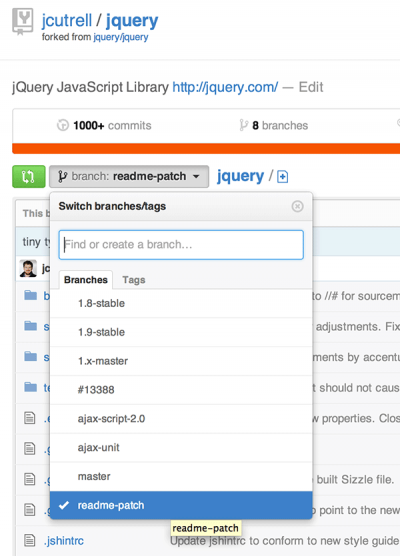 jcutrell / jquery
forked from jquery/jquery
jQuery JavaScript Library http://jquery.com/ — Edit
1000+ commits 8 branches
branch: readme-patch jquery /
Switch branches/tags
This b
Find or create a branch...
tiny ty
Branches Tags
jc
1.8-stable
b to //# for sourcem
1.9-stable
s adjustments. Fix
1.x-master
s ments by accentu
#13388
te t should not caus
ajax-script-2.0
.e w properties. Clos
ajax-unit
.g
master
.g built Sizzle file.
readme-patch
.g o point to the new
readme-patch
.jshintrc Update jshintrc to conform to new style guide